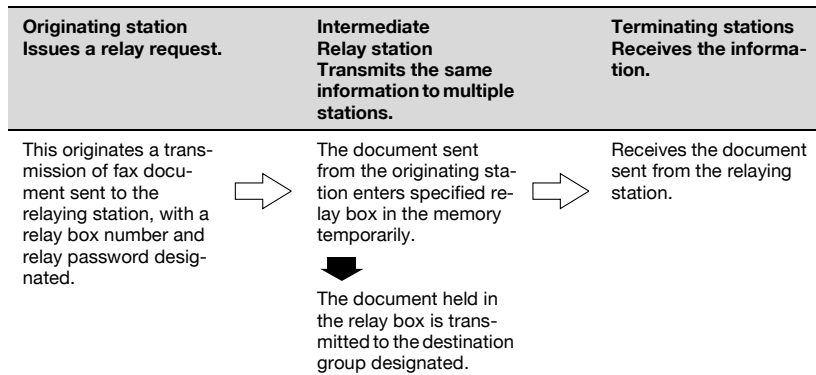 Originating station
Issues a relay request.
Intermediate
Relay station
Transmits the same
information to multiple
stations.
Terminating stations
Receives the informa-
tion.
This originates a trans-
mission of fax docu-
ment sent to the
relaying station, with a
relay box number and
relay password desig-
nated.
The document sent
from the originating sta-
tion enters specified re-
lay box in the memory
temporarily.
The document held in
the relay box is trans-
mitted to the destination
group designated.
Receives the document
sent from the relaying
station.